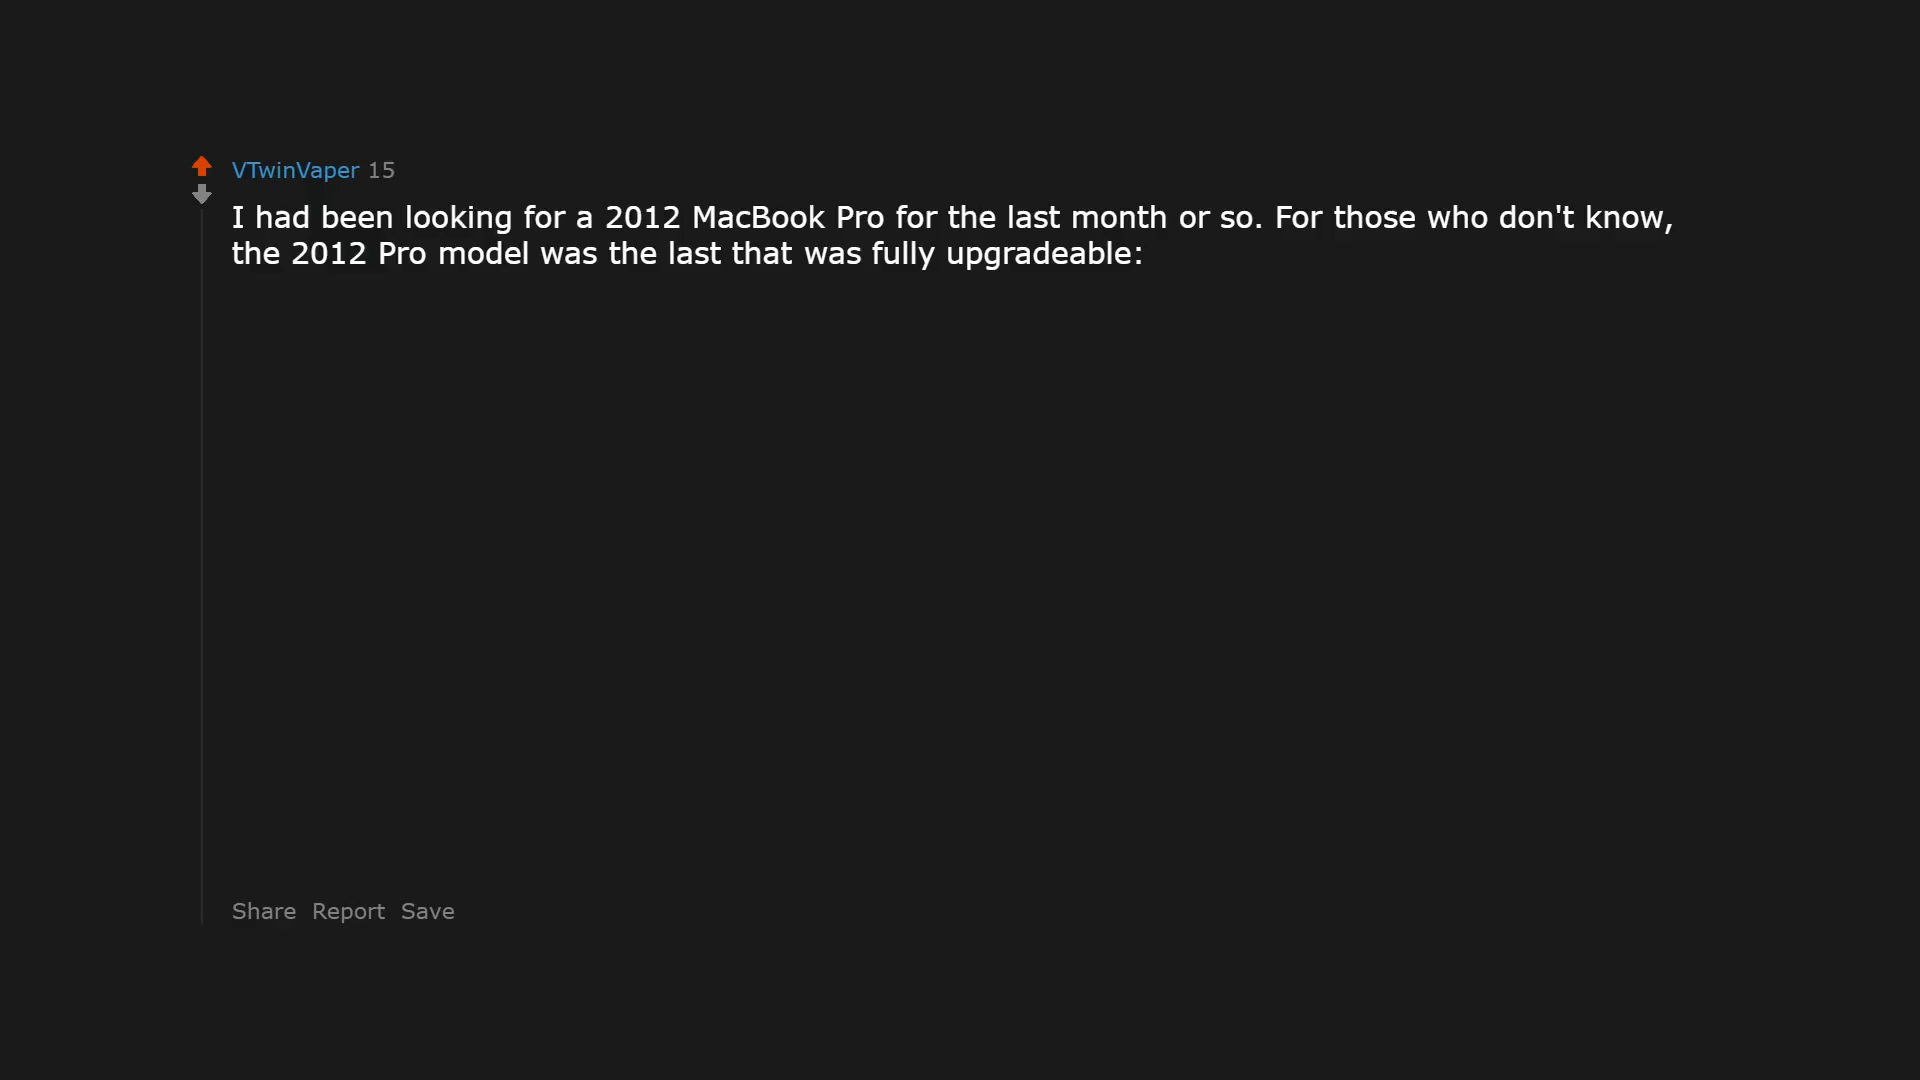 VTwinVaper 15
I had been looking for a 2012 MacBook Pro for the last month or so. For those who don't know,
the 2012 Pro model was the last that was fully upgradeable:
Share Report Save